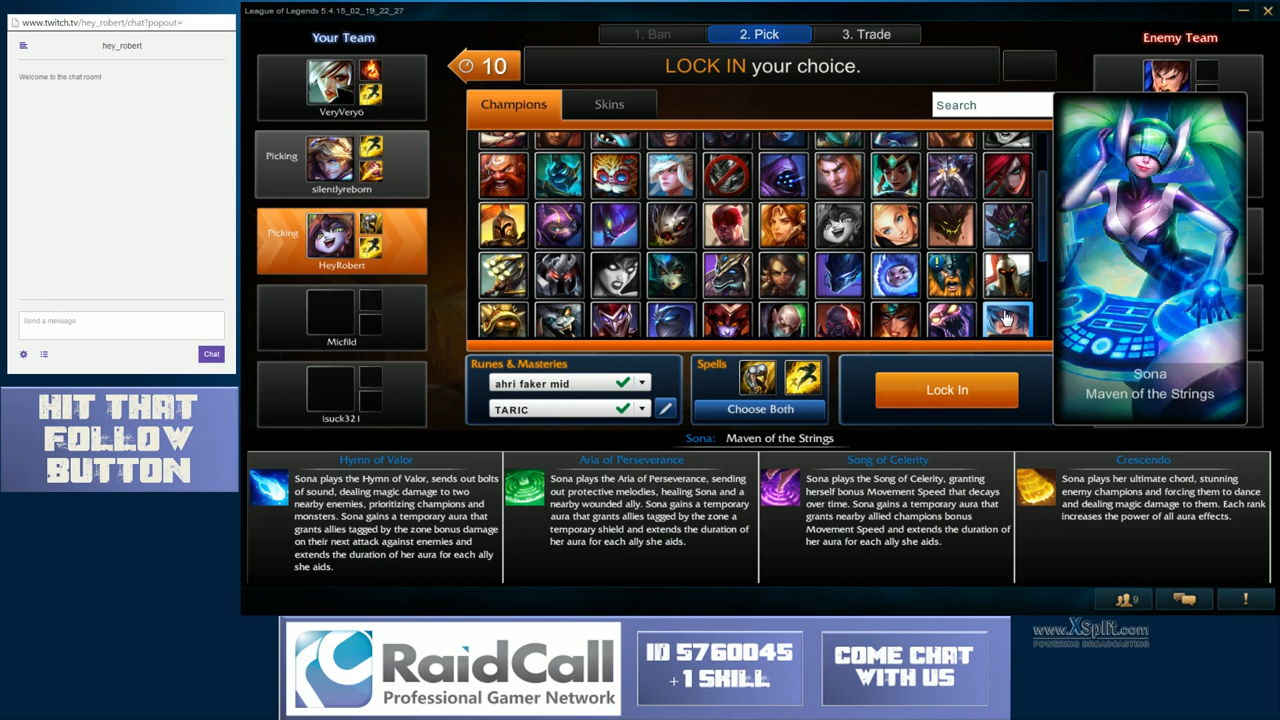 www.twitch.tv/hey_robert/chat?popout=
hey_robert
Welcome to the chat room!
Send a message
Chat
HIT THAT
FOLLOW
BUTTON
League of Legends 5.4.15_02_19_22_27
Your Team
1. Ban
2. Pick
3. Trade
Enemy Team
10
LOCK IN your choice.
VeryVery6
Picking
silentlyreborn
Picking
HeyRobert
Micfild
isuck321
Champions
Skins
Search
Sona
Maven of the Strings
Runes & Masteries
ahri faker mid
TARIC
Spells
Choose Both
Lock In
Sona: Maven of the Strings
Hymn of Valor
Sona plays the Hymn of Valor, sends out bolts
of sound, dealing magic damage to two
nearby enemies, prioritizing champions and
monsters. Sona gains a temporary aura that
grants allies tagged by the zone bonus damage
on their next attack against enemies and
extends the duration of her aura for each ally
she aids.
Aria of Perseverance
Sona plays the Aria of Perseverance, sending
out protective melodies, healing Sona and a
nearby wounded ally. Sona gains a temporary
aura that grants allies tagged by the zone a
temporary shield and extends the duration of
her aura for each ally she aids.
Song of Celerity
Sona plays the Song of Celerity, granting
herself bonus Movement Speed that decays
over time. Sona gains a temporary aura that
grants nearby allied champions bonus
Movement Speed and extends the duration of
her aura for each ally she aids.
Crescendo
Sona plays her ultimate chord, stunning
enemy champions and forcing them to dance
and dealing magic damage to them. Each rank
increases the power of all aura effects.
9
!
RaidCall
Professional Gamer Network
ID 5760045
+1 SKILL
COME CHAT
WITH US
www.XSplit.com
POWERING BROADCASTING